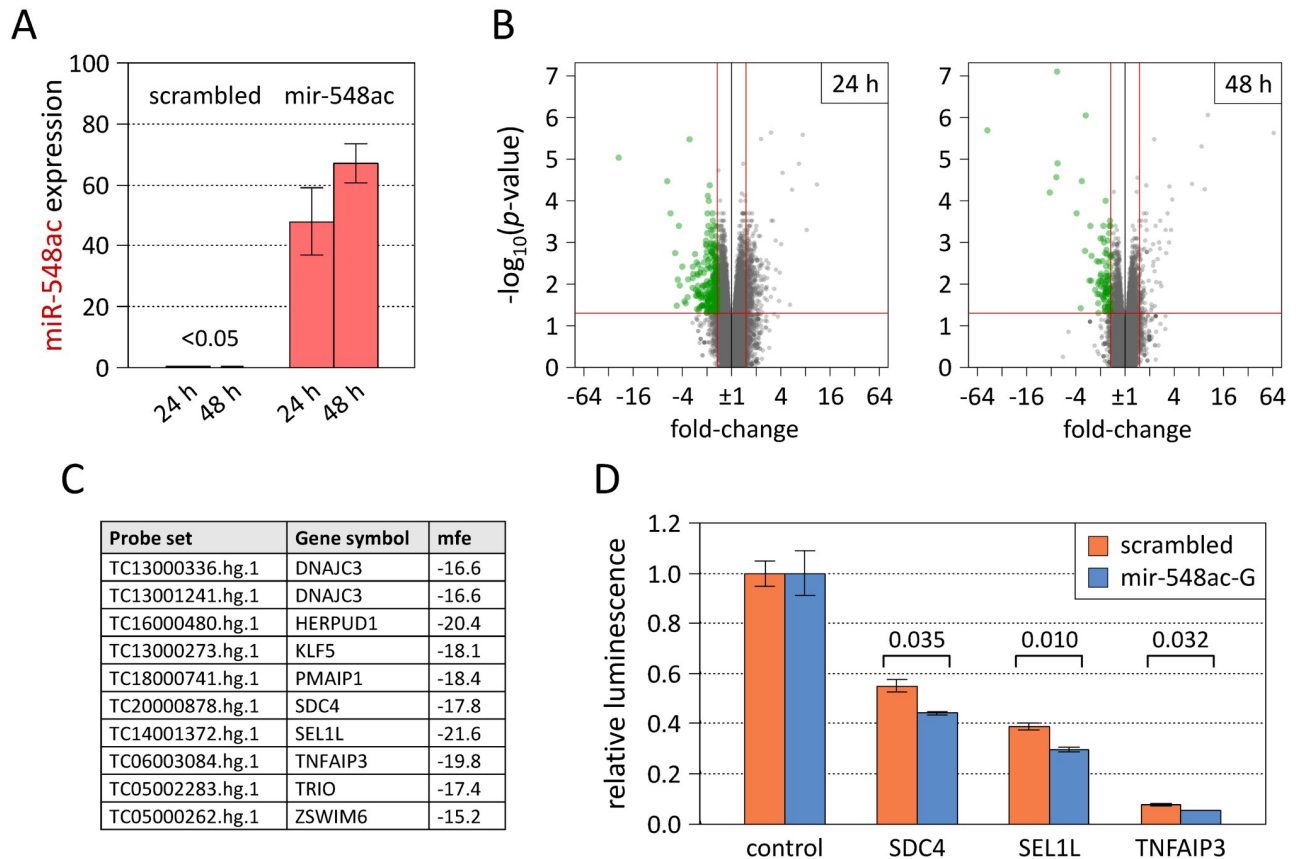 A
miR-548ac expression
100
80
60
40
20
0
scrambled mir-548ac
<0.05
24 h 48 h 24 h 48 h
B
-log10(p-value)
7
6
5
4
3
2
1
0
24 h
-64 -16 -4 ±1 4 16 64
fold-change
7
6
5
4
3
2
1
0
48 h
-64 -16 -4 ±1 4 16 64
fold-change
C
Probe set Gene symbol mfe
TC13000336.hg.1 DNAJC3 -16.6
TC13001241.hg.1 DNAJC3 -16.6
TC16000480.hg.1 HERPUD1 -20.4
TC13000273.hg.1 KLF5 -18.1
TC18000741.hg.1 PMAIP1 -18.4
TC20000878.hg.1 SDC4 -17.8
TC14001372.hg.1 SEL1L -21.6
TC06003084.hg.1 TNFAIP3 -19.8
TC05002283.hg.1 TRIO -17.4
TC05000262.hg.1 ZSWIM6 -15.2
D
relative luminescence
1.2
1.0
0.8
0.6
0.4
0.2
0.0
scrambled
mir-548ac-G
0.035 0.010 0.032
control SDC4 SEL1L TNFAIP3